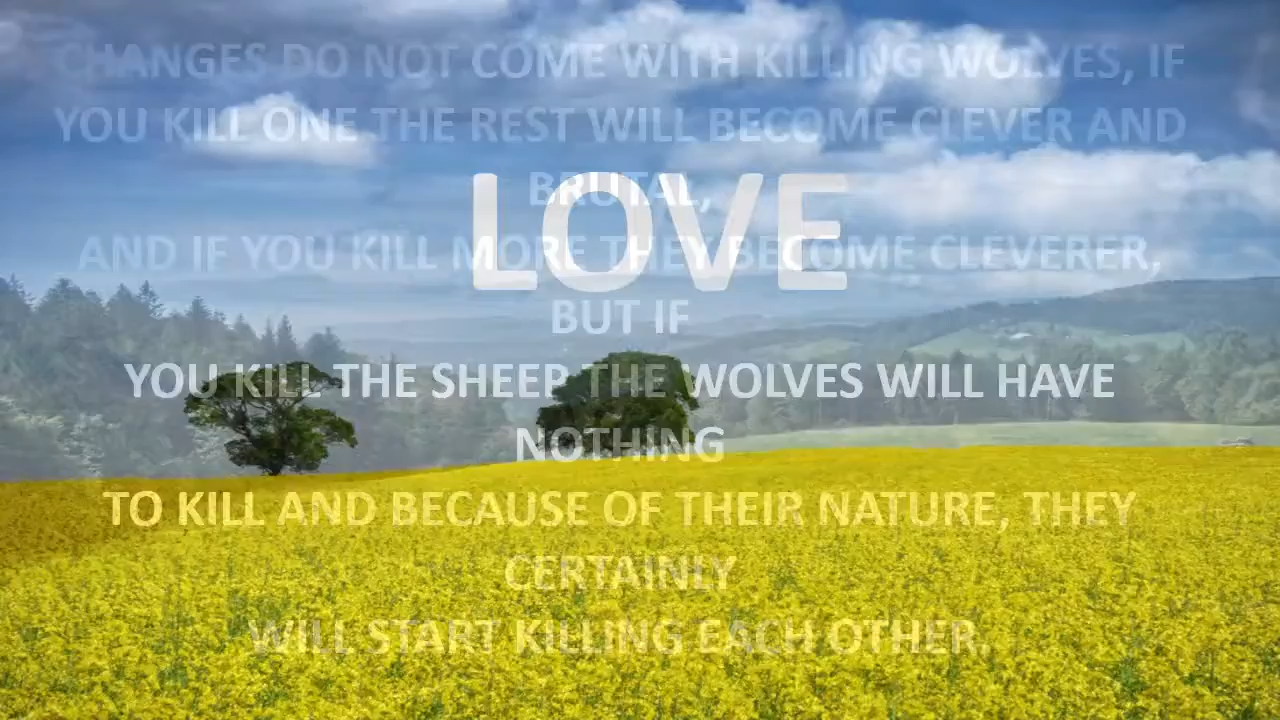 CHANGES DO NOT COME WITH KILLING WOLVES, IF
YOU KILL ONE THE REST WILL BECOME CLEVER AND
BRUTAL,
LOVE
AND IF YOU KILL MORE THEY BECOME CLEVERER,
BUT IF
YOU KILL THE SHEEP THE WOLVES WILL HAVE
NOTHING
TO KILL AND BECAUSE OF THEIR NATURE, THEY
CERTAINLY
WILL START KILLING EACH OTHER.